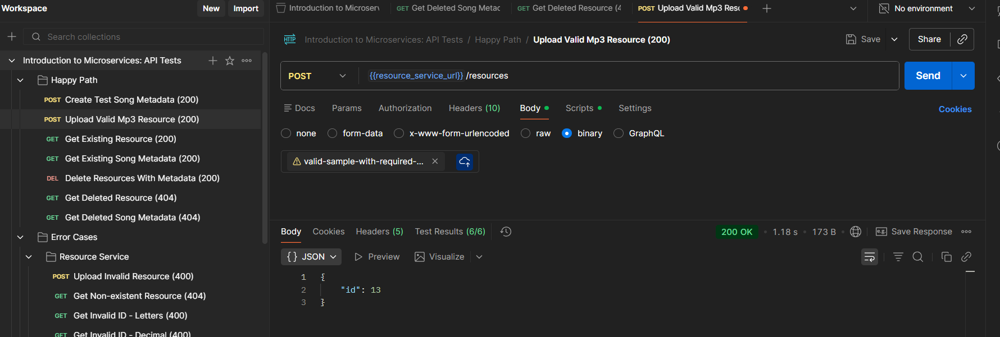 Workspace
New
Import
Search collections
Introduction to Microservices: API Tests
Happy Path
POST Create Test Song Metadata (200)
POST Upload Valid Mp3 Resource (200)
GET Get Existing Resource (200)
GET Get Existing Song Metadata (200)
DEL Delete Resources With Metadata (200)
GET Get Deleted Resource (404)
GET Get Deleted Song Metadata (404)
Error Cases
Resource Service
POST Upload Invalid Resource (400)
GET Get Non-existent Resource (404)
GET Get Invalid ID - Letters (400)
GET Get Invalid ID - Decimal (400)
Introduction to Microserv
GET Get Deleted Song Metadata
GET Get Deleted Resource (4
POST Upload Valid Mp3 Resc
No environment
HTTP Introduction to Microservices: API Tests / Happy Path / Upload Valid Mp3 Resource (200)
Save
Share
POST
{{resource_service_url}} /resources
Send
Docs Params Authorization Headers (10) Body Scripts Settings
Cookies
none form-data x-www-form-urlencoded raw binary GraphQL
valid-sample-with-required-...
Body Cookies Headers (5) Test Results (6/6)
200 OK • 1.18 s • 173 B
e.g. Save Response
{} JSON Preview Visualize
1 {
2 "id": 13
3 }